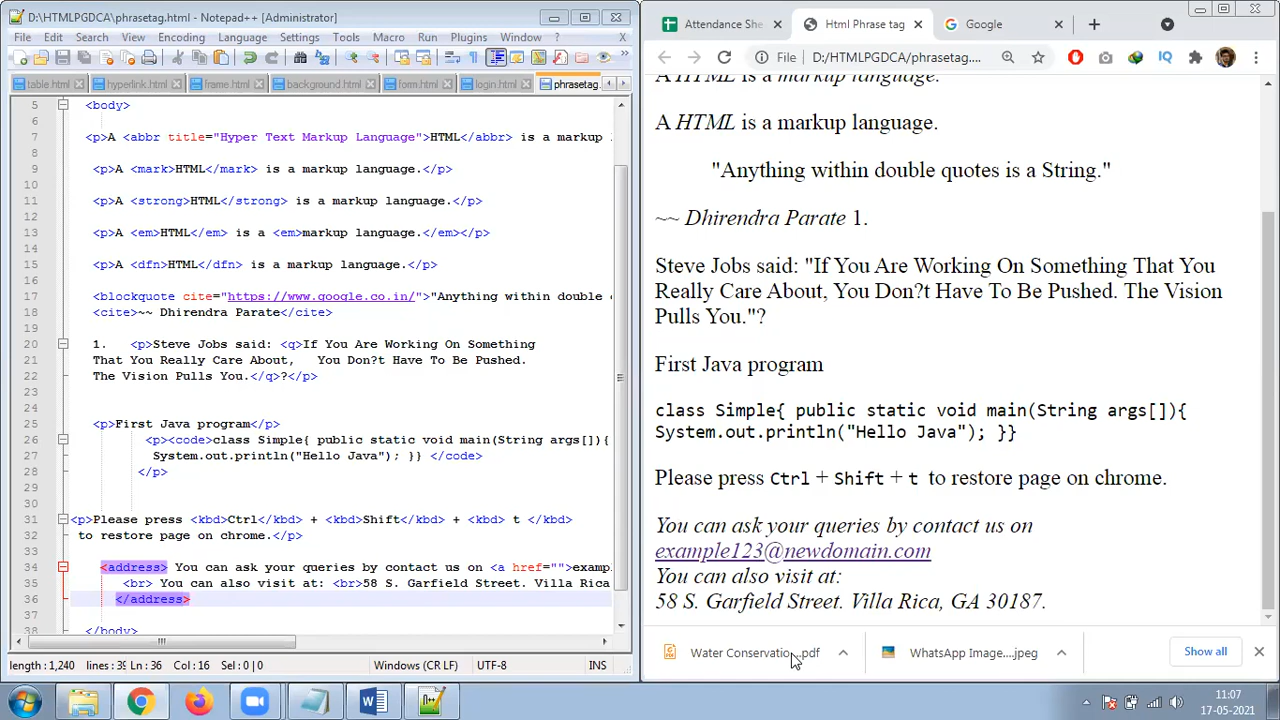 D:\HTMLPGDCA\phrasetag.html - Notepad++ [Administrator]
File Edit Search View Encoding Language Settings Tools Macro Run Plugins Window ?
table.html hyperlink.html frame.html background.html form.html login.html phrasetag.
5 <body>
6
7 <p>A <abbr title="Hyper Text Markup Language">HTML</abbr> is a markup
8
9 <p>A <mark>HTML</mark> is a markup language.</p>
10
11 <p>A <strong>HTML</strong> is a markup language.</p>
12
13 <p>A <em>HTML</em> is a <em>markup language.</em></p>
14
15 <p>A <dfn>HTML</dfn> is a markup language.</p>
16
17 <blockquote cite="https://www.google.co.in/">"Anything within double
18 <cite>~~ Dhirendra Parate</cite>
19
20 1. <p>Steve Jobs said: <q>If You Are Working On Something
21 That You Really Care About, You Don?t Have To Be Pushed.
22 The Vision Pulls You.</q>?</p>
23
24
25 <p>First Java program</p>
26 <p><code>class Simple{ public static void main(String args[]){
27 System.out.println("Hello Java"); }} </code>
28 </p>
29
30
31 <p>Please press <kbd>Ctrl</kbd> + <kbd>Shift</kbd> + <kbd> t </kbd>
32 to restore page on chrome.</p>
33
34 <address> You can ask your queries by contact us on <a href="">examp
35 <br> You can also visit at: <br>58 S. Garfield Street. Villa Rica
36 </address>
37
38 </body>
length : 1,240 lines : 39 Ln : 36 Col : 16 Sel : 0 | 0 Windows (CR LF) UTF-8 INS
Attendance She Html Phrase tag Google
File D:/HTMLPGDCA/phrasetag....
A HTML is a markup language.
A HTML is a markup language.
"Anything within double quotes is a String."
~~ Dhirendra Parate 1.
Steve Jobs said: "If You Are Working On Something That You
Really Care About, You Don?t Have To Be Pushed. The Vision
Pulls You."?
First Java program
class Simple{ public static void main(String args[]){
System.out.println("Hello Java"); }}
Please press Ctrl + Shift + t to restore page on chrome.
You can ask your queries by contact us on
example123@newdomain.com
You can also visit at:
58 S. Garfield Street. Villa Rica, GA 30187.
Water Conservatio....pdf WhatsApp Image....jpeg Show all
11:07
17-05-2021